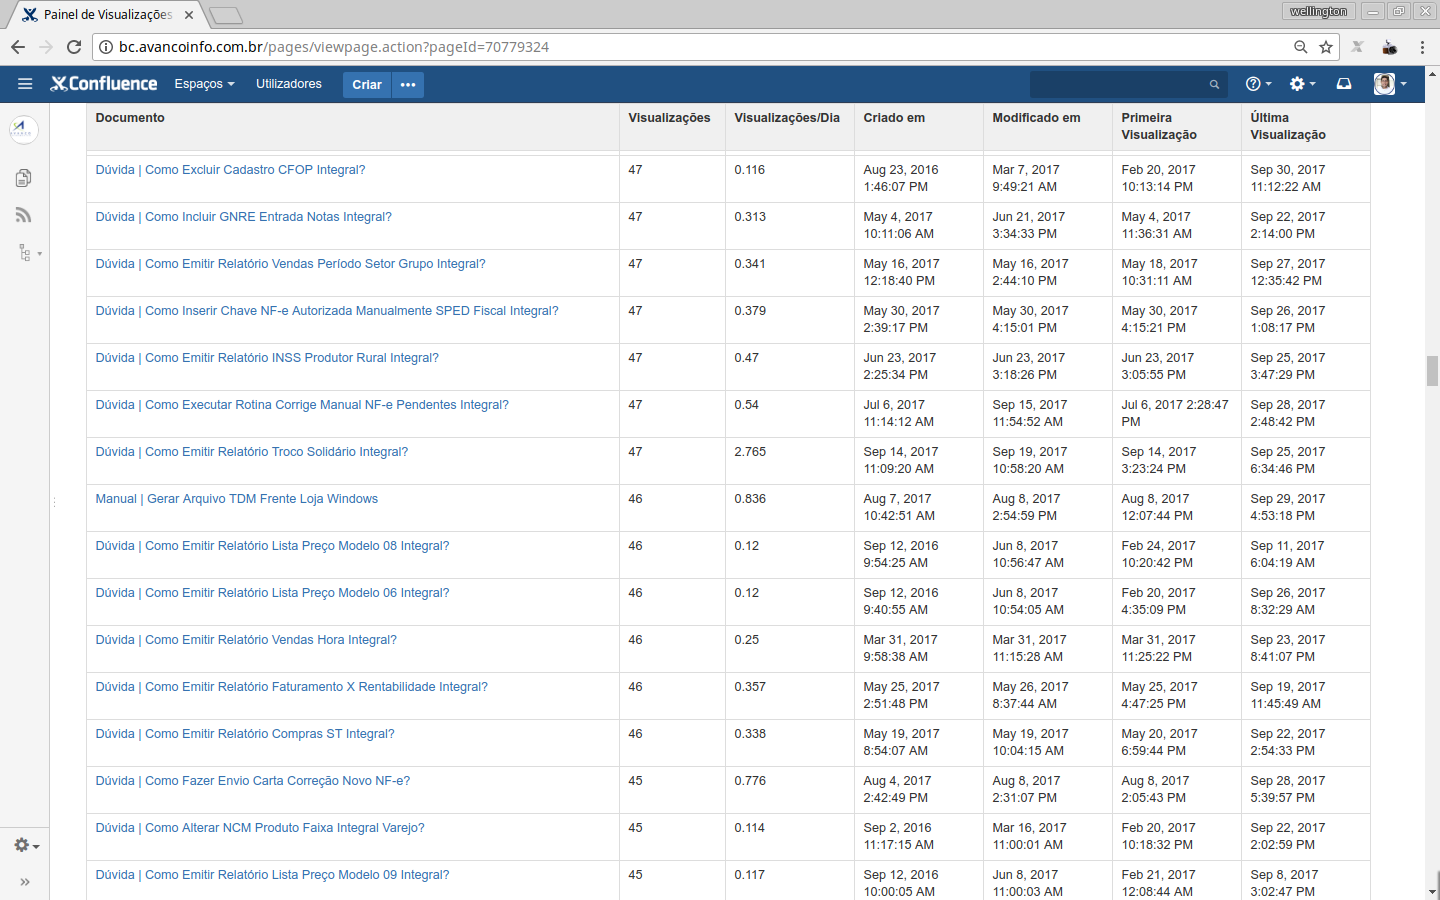 Painel de Visualizações
wellington
bc.avancoinfo.com.br/pages/viewpage.action?pageId=70779324
Confluence Espaços Utilizadores Criar
Documento Visualizações Visualizações/Dia Criado em Modificado em Primeira Visualização Última Visualização
Dúvida | Como Excluir Cadastro CFOP Integral? 47 0.116 Aug 23, 2016 1:46:07 PM Mar 7, 2017 9:49:21 AM Feb 20, 2017 10:13:14 PM Sep 30, 2017 11:12:22 AM
Dúvida | Como Incluir GNRE Entrada Notas Integral? 47 0.313 May 4, 2017 10:11:06 AM Jun 21, 2017 3:34:33 PM May 4, 2017 11:36:31 AM Sep 22, 2017 2:14:00 PM
Dúvida | Como Emitir Relatório Vendas Período Setor Grupo Integral? 47 0.341 May 16, 2017 12:18:40 PM May 16, 2017 2:44:10 PM May 18, 2017 10:31:11 AM Sep 27, 2017 12:35:42 PM
Dúvida | Como Inserir Chave NF-e Autorizada Manualmente SPED Fiscal Integral? 47 0.379 May 30, 2017 2:39:17 PM May 30, 2017 4:15:01 PM May 30, 2017 4:15:21 PM Sep 26, 2017 1:08:17 PM
Dúvida | Como Emitir Relatório INSS Produtor Rural Integral? 47 0.47 Jun 23, 2017 2:25:34 PM Jun 23, 2017 3:18:26 PM Jun 23, 2017 3:05:55 PM Sep 25, 2017 3:47:29 PM
Dúvida | Como Executar Rotina Corrige Manual NF-e Pendentes Integral? 47 0.54 Jul 6, 2017 11:14:12 AM Sep 15, 2017 11:54:52 AM Jul 6, 2017 2:28:47 PM Sep 28, 2017 2:48:42 PM
Dúvida | Como Emitir Relatório Troco Solidário Integral? 47 2.765 Sep 14, 2017 11:09:20 AM Sep 19, 2017 10:58:20 AM Sep 14, 2017 3:23:24 PM Sep 25, 2017 6:34:46 PM
Manual | Gerar Arquivo TDM Frente Loja Windows 46 0.836 Aug 7, 2017 10:42:51 AM Aug 8, 2017 2:54:59 PM Aug 8, 2017 12:07:44 PM Sep 29, 2017 4:53:18 PM
Dúvida | Como Emitir Relatório Lista Preço Modelo 08 Integral? 46 0.12 Sep 12, 2016 9:54:25 AM Jun 8, 2017 10:56:47 AM Feb 24, 2017 10:20:42 PM Sep 11, 2017 6:04:19 AM
Dúvida | Como Emitir Relatório Lista Preço Modelo 06 Integral? 46 0.12 Sep 12, 2016 9:40:55 AM Jun 8, 2017 10:54:05 AM Feb 20, 2017 4:35:09 PM Sep 26, 2017 8:32:29 AM
Dúvida | Como Emitir Relatório Vendas Hora Integral? 46 0.25 Mar 31, 2017 9:58:38 AM Mar 31, 2017 11:15:28 AM Mar 31, 2017 11:25:22 PM Sep 23, 2017 8:41:07 PM
Dúvida | Como Emitir Relatório Faturamento X Rentabilidade Integral? 46 0.357 May 25, 2017 2:51:48 PM May 26, 2017 8:37:44 AM May 25, 2017 4:47:25 PM Sep 19, 2017 11:45:49 AM
Dúvida | Como Emitir Relatório Compras ST Integral? 46 0.338 May 19, 2017 8:54:07 AM May 19, 2017 10:04:15 AM May 20, 2017 6:59:44 PM Sep 22, 2017 2:54:33 PM
Dúvida | Como Fazer Envio Carta Correção Novo NF-e? 45 0.776 Aug 4, 2017 2:42:49 PM Aug 8, 2017 2:31:07 PM Aug 8, 2017 2:05:43 PM Sep 28, 2017 5:39:57 PM
Dúvida | Como Alterar NCM Produto Faixa Integral Varejo? 45 0.114 Sep 2, 2016 11:17:15 AM Mar 16, 2017 11:00:01 AM Feb 20, 2017 10:18:32 PM Sep 22, 2017 2:02:59 PM
Dúvida | Como Emitir Relatório Lista Preço Modelo 09 Integral? 45 0.117 Sep 12, 2016 10:00:05 AM Jun 8, 2017 11:00:03 AM Feb 21, 2017 12:08:44 AM Sep 8, 2017 3:02:47 PM